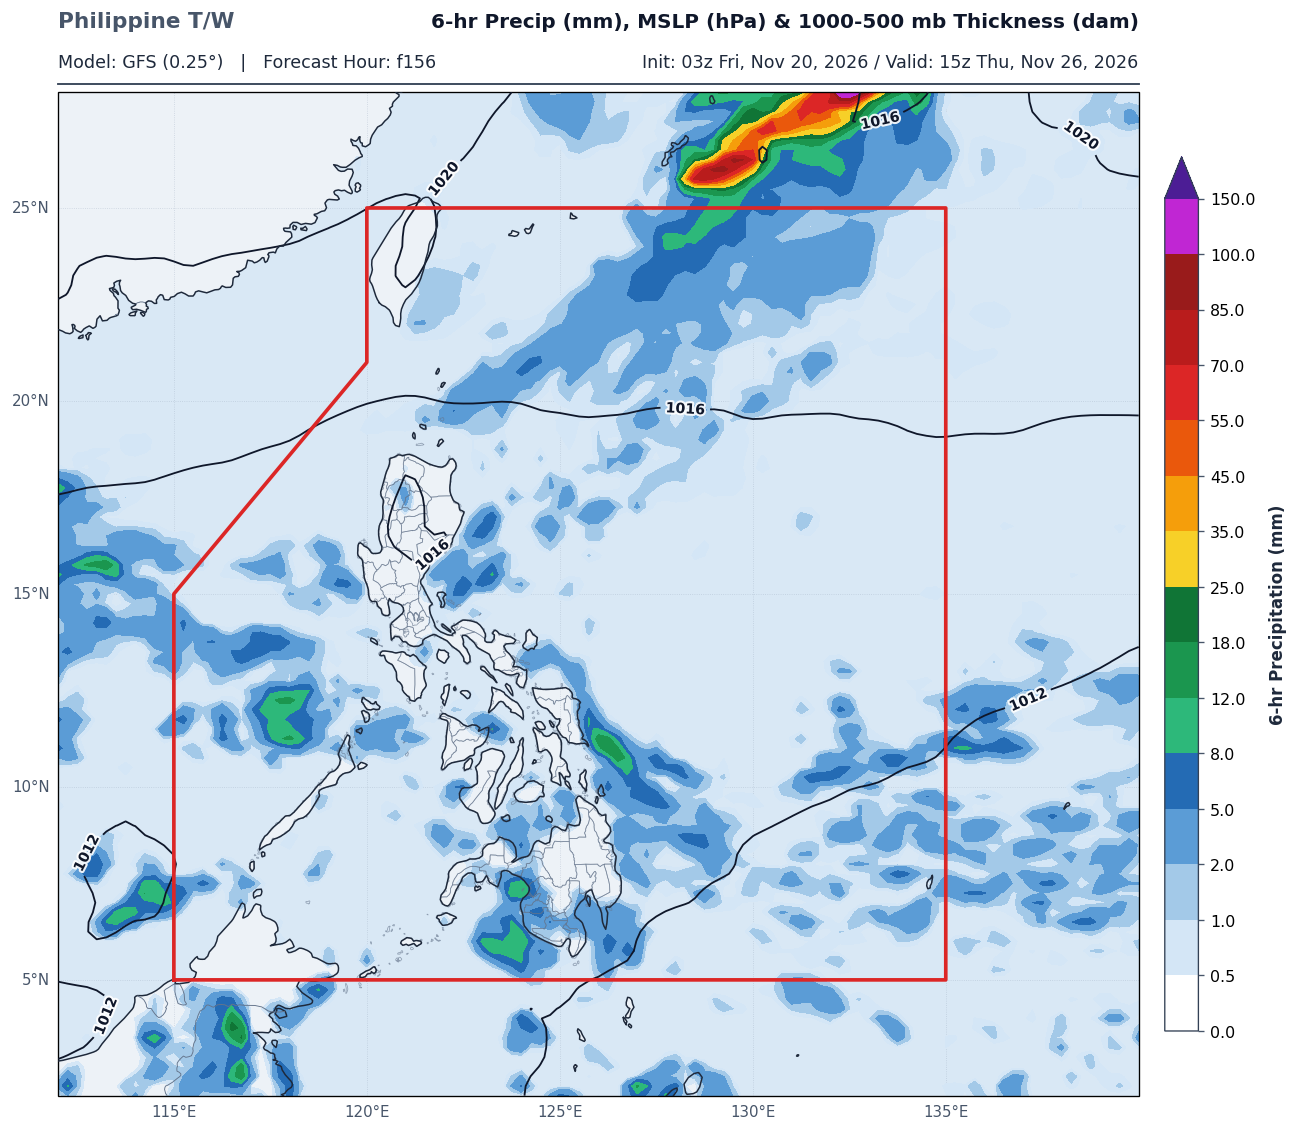 Philippine T/W
6-hr Precip (mm), MSLP (hPa) & 1000-500 mb Thickness (dam)
Model: GFS (0.25°) | Forecast Hour: f156
Init: 03z Fri, Nov 20, 2026 / Valid: 15z Thu, Nov 26, 2026
1016
1020
1020
25°N
1016
20°N
1016
15°N
1012
10°N
1012
5°N
1012
115°E
120°E
125°E
130°E
135°E
150.0
100.0
85.0
70.0
55.0
45.0
35.0
25.0
18.0
12.0
8.0
5.0
2.0
1.0
0.5
0.0
6-hr Precipitation (mm)